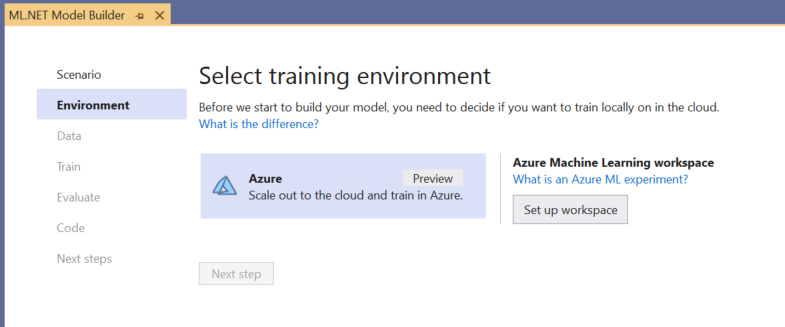 ML.NET Model Builder
Scenario
Environment
Data
Train
Evaluate
Code
Next steps
Select training environment
Before we start to build your model, you need to decide if you want to train locally on in the cloud.
What is the difference?
Azure
Preview
Scale out to the cloud and train in Azure.
Azure Machine Learning workspace
What is an Azure ML experiment?
Set up workspace
Next step